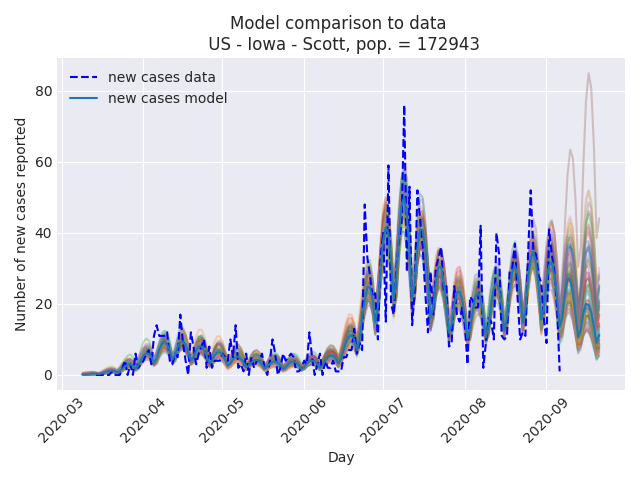 Model comparison to data
US - Iowa - Scott, pop. = 172943
new cases data
new cases model
Number of new cases reported
80
60
40
20
0
2020-03
2020-04
2020-05
2020-06
2020-07
2020-08
2020-09
Day